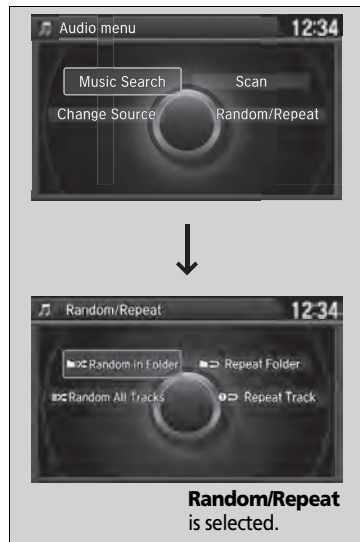 Audio menu 12:34
Music Search Scan
Change Source Random/Repeat
Random/Repeat 12:34
Random in Folder Repeat Folder
Random All Tracks Repeat Track
Random/Repeat
is selected.